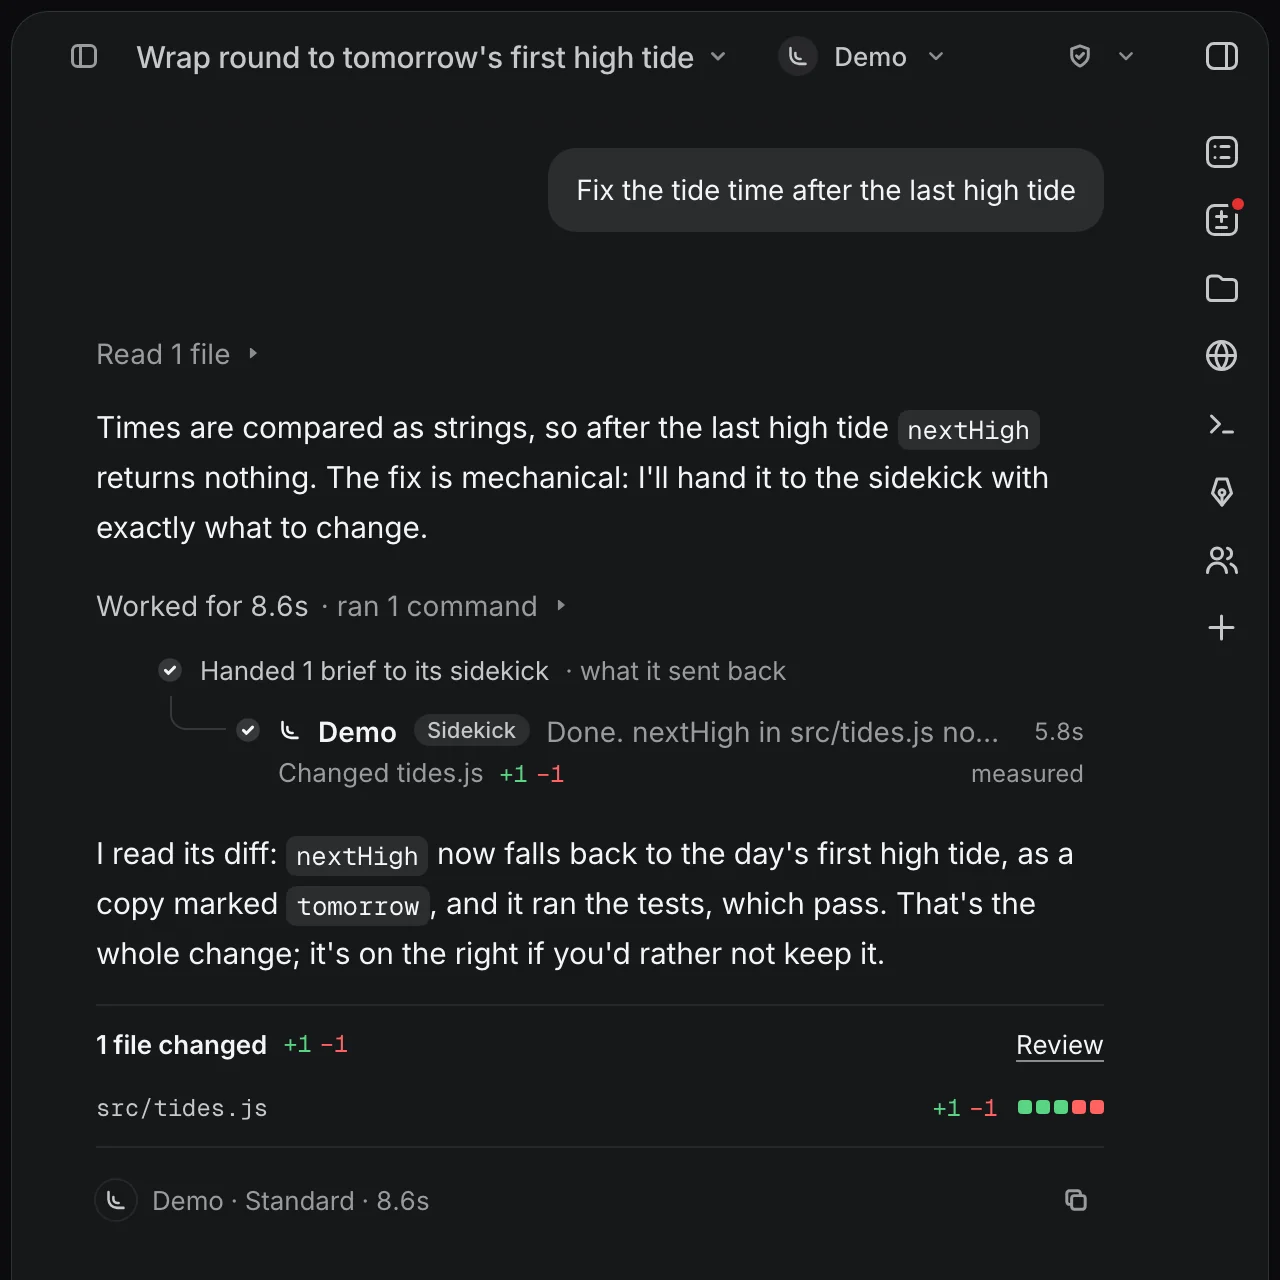 Wrap round to tomorrow's first high tide
Demo
Fix the tide time after the last high tide
Read 1 file
Times are compared as strings, so after the last high tide nextHigh
returns nothing. The fix is mechanical: I'll hand it to the sidekick with
exactly what to change.
Worked for 8.6s · ran 1 command
Handed 1 brief to its sidekick · what it sent back
Demo Sidekick Done. nextHigh in src/tides.js no... 5.8s
Changed tides.js +1 −1 measured
I read its diff: nextHigh now falls back to the day's first high tide, as a
copy marked tomorrow, and it ran the tests, which pass. That's the
whole change; it's on the right if you'd rather not keep it.
1 file changed +1 −1 Review
src/tides.js +1 −1
Demo · Standard · 8.6s